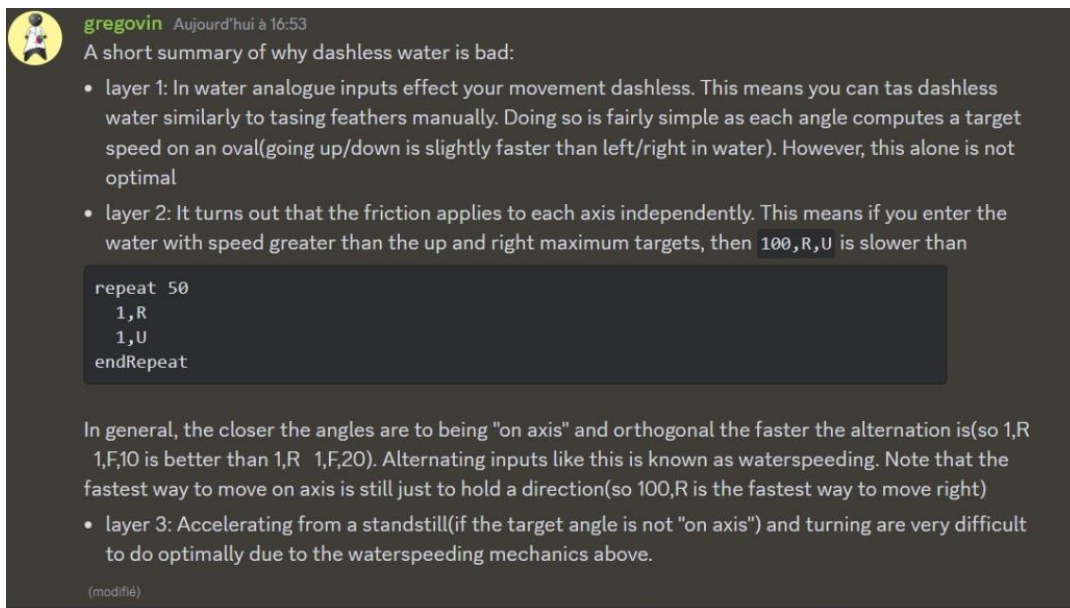 gregovin Aujourd'hui à 16:53
A short summary of why dashless water is bad:
• layer 1: In water analogue inputs effect your movement dashless. This means you can tas dashless
water similarly to tasing feathers manually. Doing so is fairly simple as each angle computes a target
speed on an oval(going up/down is slightly faster than left/right in water). However, this alone is not
optimal
• layer 2: It turns out that the friction applies to each axis independently. This means if you enter the
water with speed greater than the up and right maximum targets, then 100,R,U is slower than
repeat 50
1,R
1,U
endRepeat
In general, the closer the angles are to being "on axis" and orthogonal the faster the alternation is(so 1,R
1,F,10 is better than 1,R 1,F,20). Alternating inputs like this is known as waterspeeding. Note that the
fastest way to move on axis is still just to hold a direction(so 100,R is the fastest way to move right)
• layer 3: Accelerating from a standstill(if the target angle is not "on axis") and turning are very difficult
to do optimally due to the waterspeeding mechanics above.
(modifié)